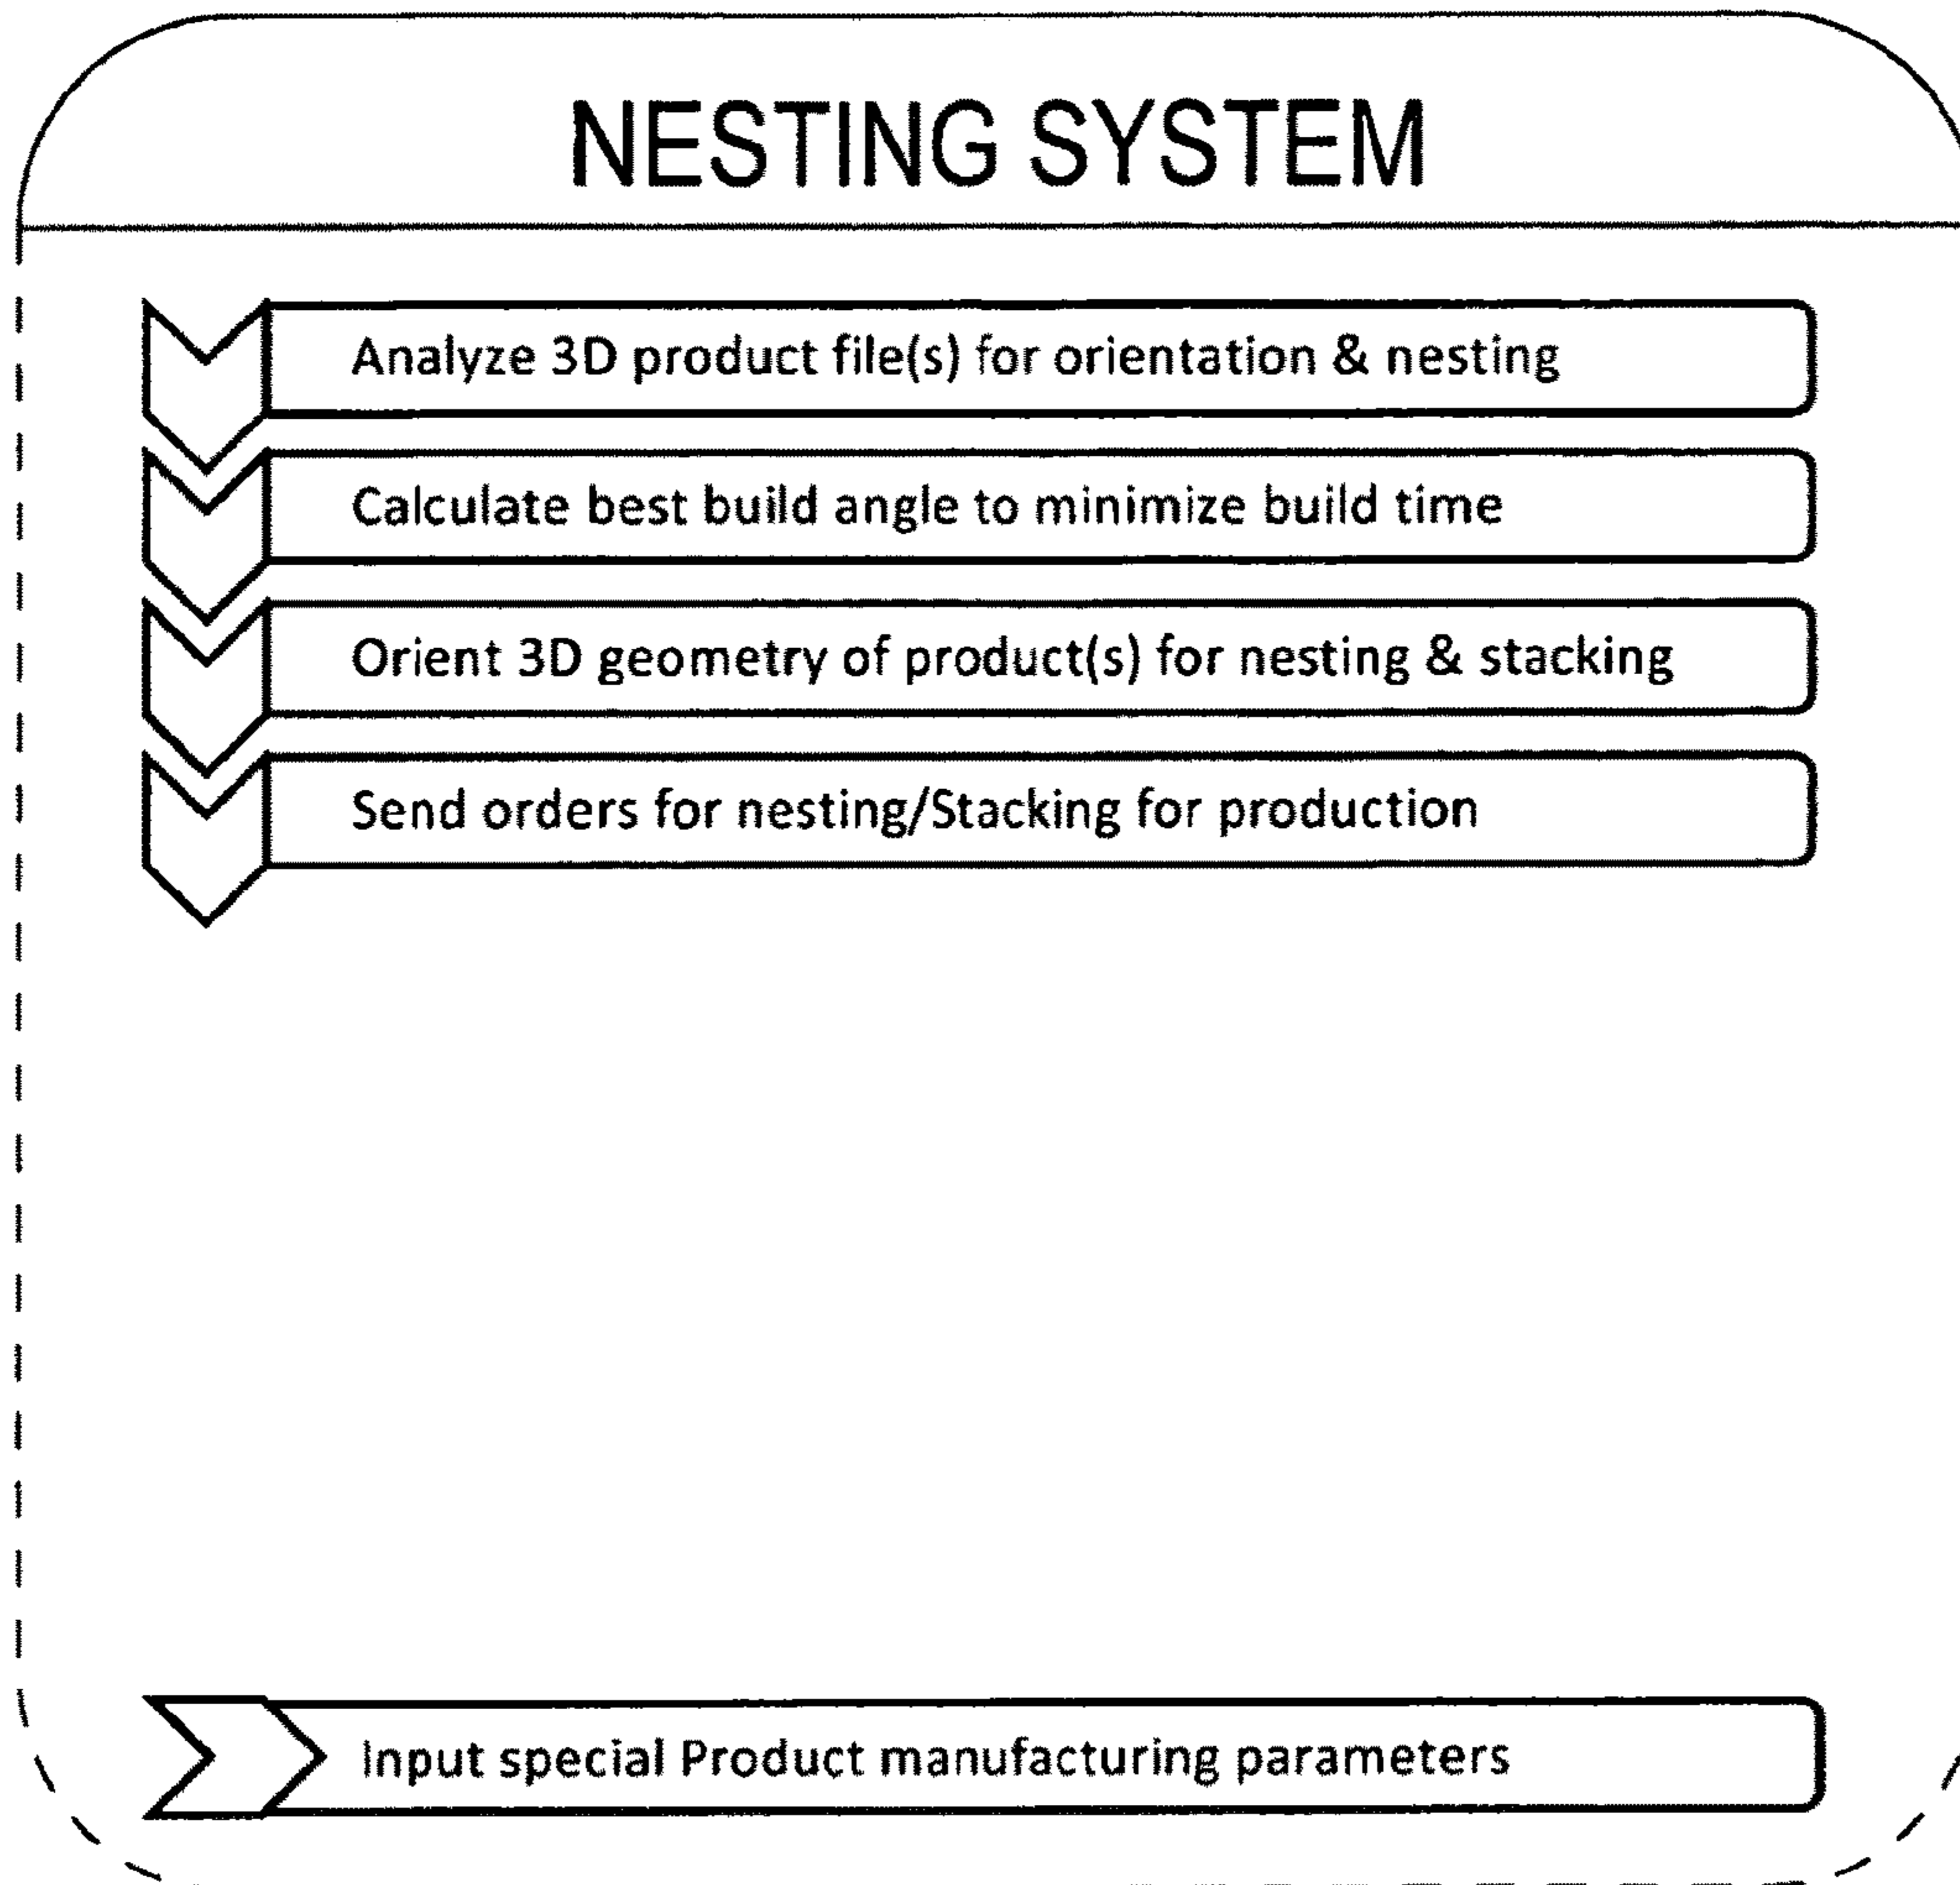 NESTING SYSTEM
Analyze 3D product file(s) for orientation & nesting
Calculate best build angle to minimize build time
Orient 3D geometry of product(s) for nesting & stacking
Send orders for nesting/Stacking for production
Input special Product manufacturing parameters